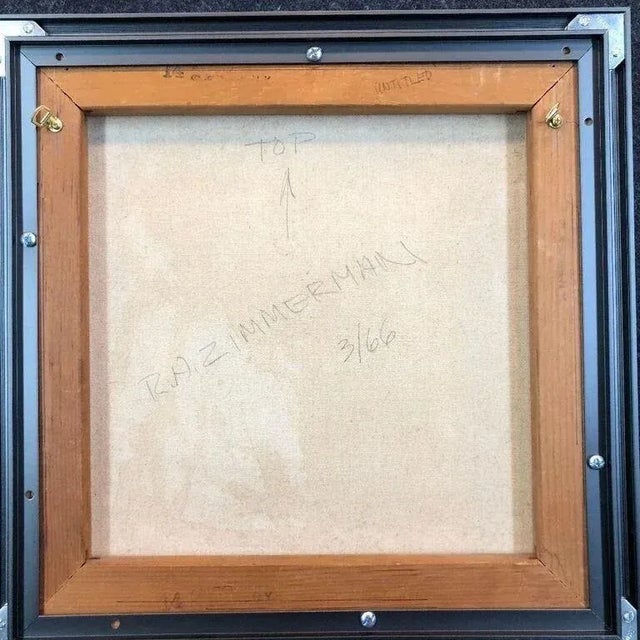 UNTITLED
TOP
R.A.ZIMMERMAN
3/66